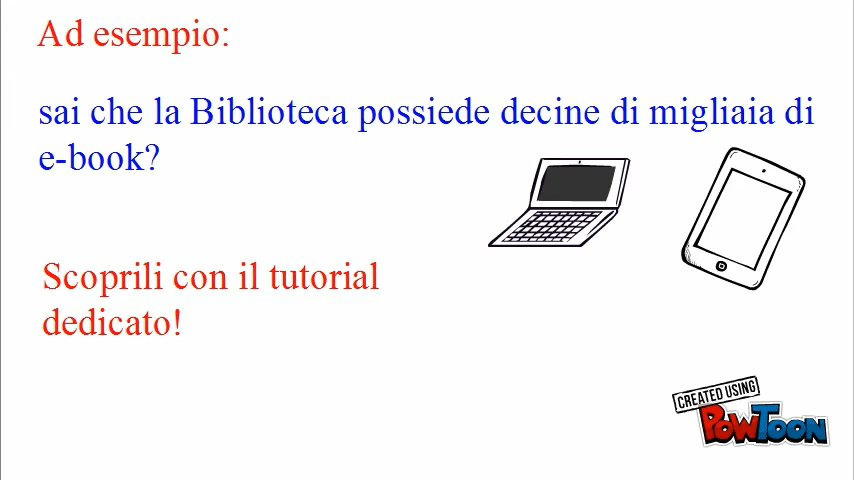 Ad esempio:
sai che la Biblioteca possiede decine di migliaia di
e-book?
Scoprili con il tutorial
dedicato!
CREATED USING
POWTOON